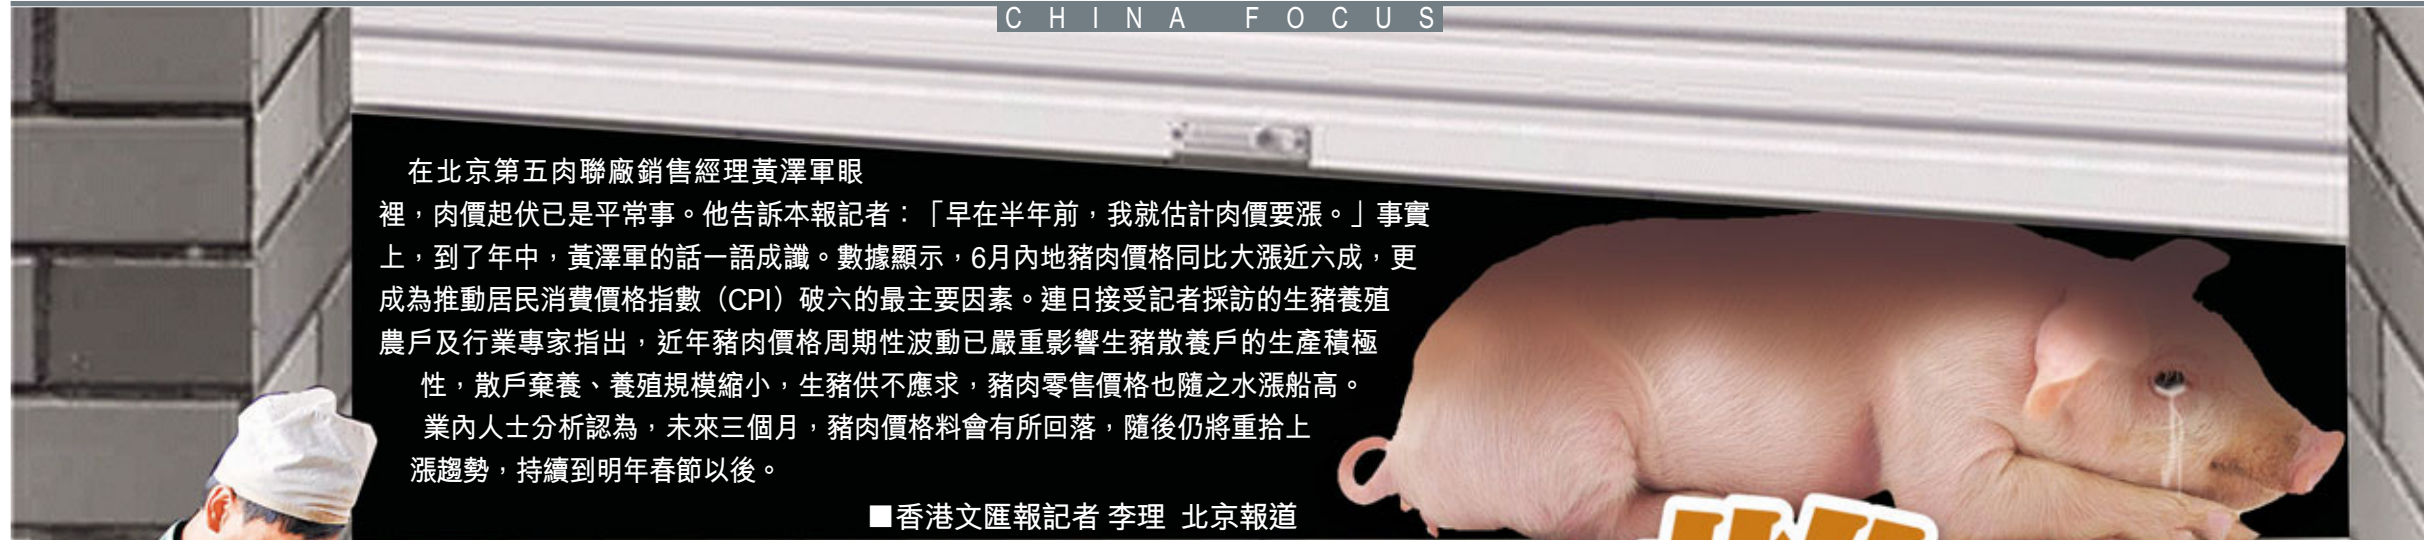 CHINA FOCUS
在北京第五肉聯廠銷售經理黃澤軍眼
裡，肉價起伏已是平常事。他告訴本報記者：「早在半年前，我就估計肉價要漲。」事實
上，到了年中，黃澤軍的話一語成讖。數據顯示，6月內地豬肉價格同比大漲近六成，更
成為推動居民消費價格指數（CPI）破六的最主要因素。連日接受記者採訪的生豬養殖
農戶及行業專家指出，近年豬肉價格周期性波動已嚴重影響生豬散養戶的生產積極
性，散戶棄養、養殖規模縮小，生豬供不應求，豬肉零售價格也隨之水漲船高。
業內人士分析認為，未來三個月，豬肉價格料會有所回落，隨後仍將重拾上
漲趨勢，持續到明年春節以後。
■香港文匯報記者 李理 北京報道